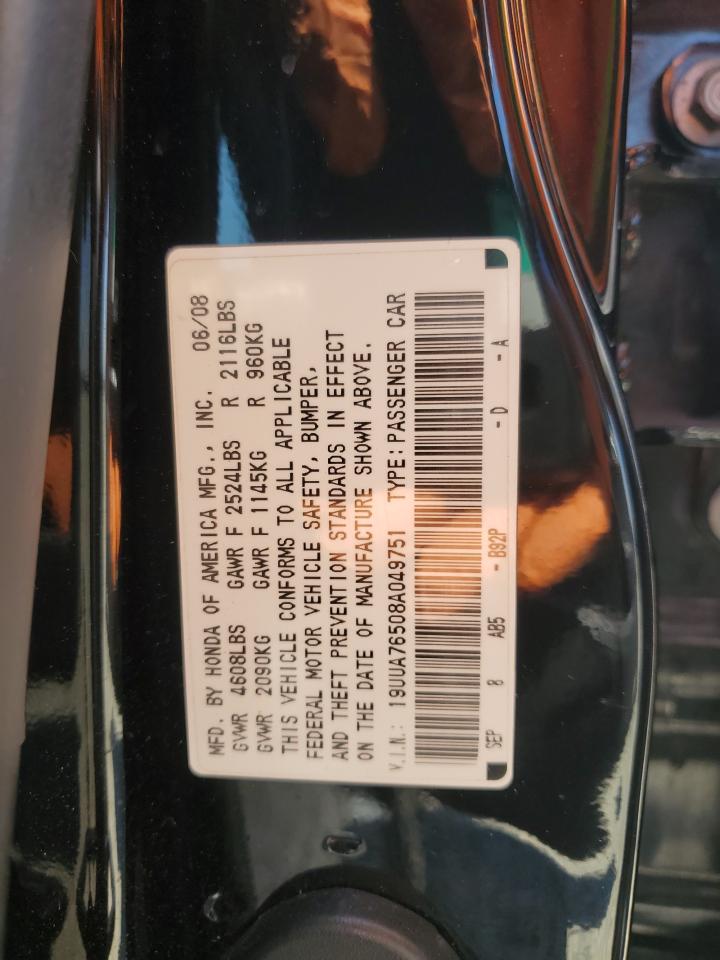 MFD. BY HONDA OF AMERICA MFG., INC. 06/08
GVWR 4608LBS GAWR F 2524LBS R 2116LBS
GVWR 2090KG GAWR F 1145KG R 960KG
THIS VEHICLE CONFORMS TO ALL APPLICABLE
FEDERAL MOTOR VEHICLE SAFETY, BUMPER,
AND THEFT PREVENTION STANDARDS IN EFFECT
ON THE DATE OF MANUFACTURE SHOWN ABOVE.
V.I.N.: 19UUA76508A049751 TYPE:PASSENGER CAR
SEP 8 AB5 - B92P - D - A